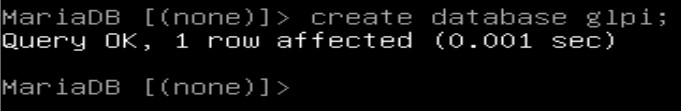 MariaDB [(none)]> create database glpi;
Query OK, 1 row affected (0.001 sec)
MariaDB [(none)]>